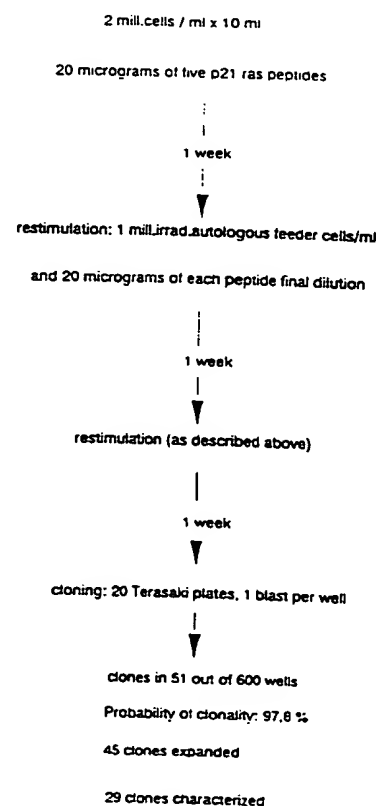 2 mill.cells / ml x 10 ml
20 micrograms of five p21 ras peptides
1 week
restimulation: 1 mill.irrad.autologous feeder cells/ml
and 20 micrograms of each peptide final dilution
1 week
restimulation (as described above)
1 week
cloning: 20 Terasaki plates, 1 blast per well
clones in 51 out of 600 wells
Probability of clonality: 97,8 %
45 clones expanded
29 clones characterized